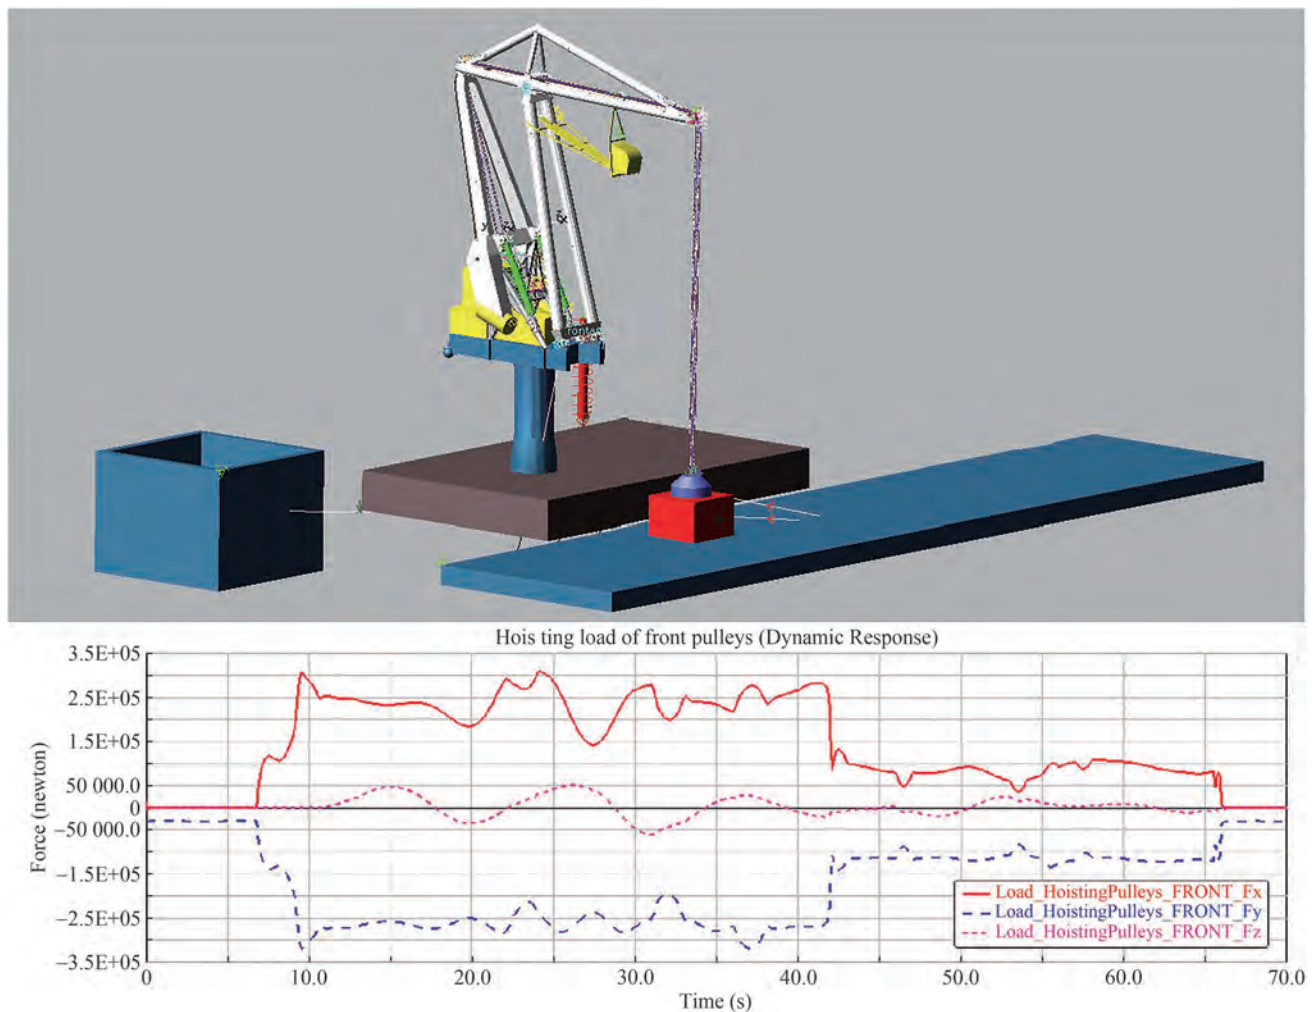 y
z
x
front
Hois ting load of front pulleys (Dynamic Response)
3.5E+05
2.5E+05
1.5E+05
50 000.0
0
−50 000.0
−1.5E+05
−2.5E+05
−3.5E+05
Force (newton)
Load_HoistingPulleys_FRONT_Fx
Load_HoistingPulleys_FRONT_Fy
Load_HoistingPulleys_FRONT_Fz
0 10.0 20.0 30.0 40.0 50.0 60.0 70.0
Time (s)